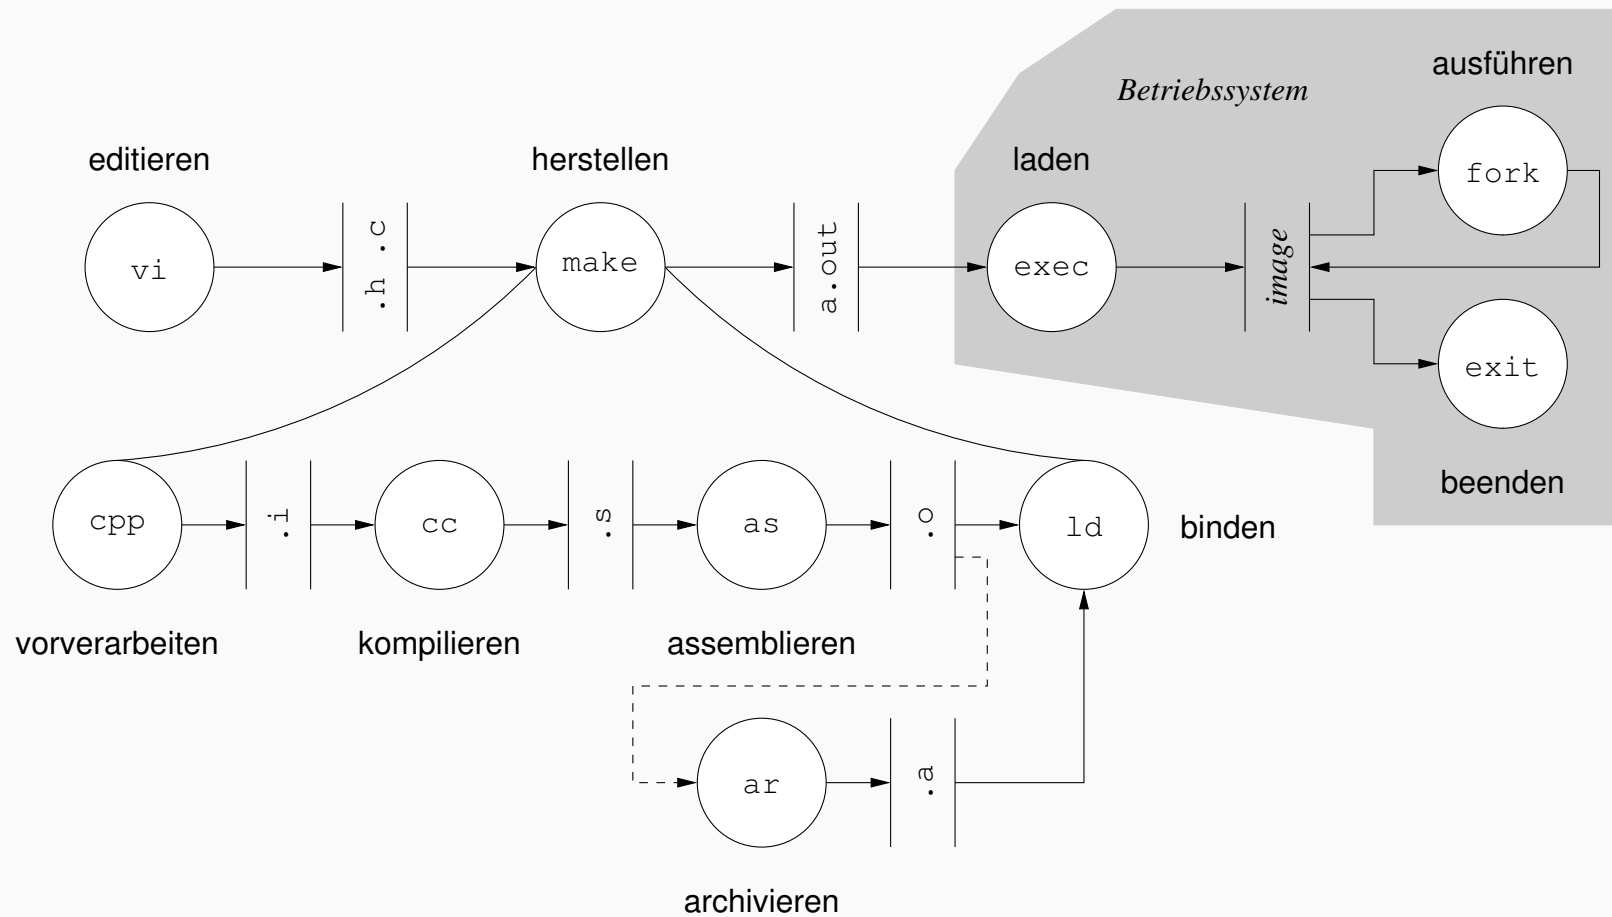 ausführen
Betriebssystem
editieren
herstellen
laden
fork
vi
.h .c
make
a.out
exec
image
exit
beenden
cpp
.i
cc
.s
as
.o
ld
binden
vorverarbeiten
kompilieren
assemblieren
ar
.a
archivieren